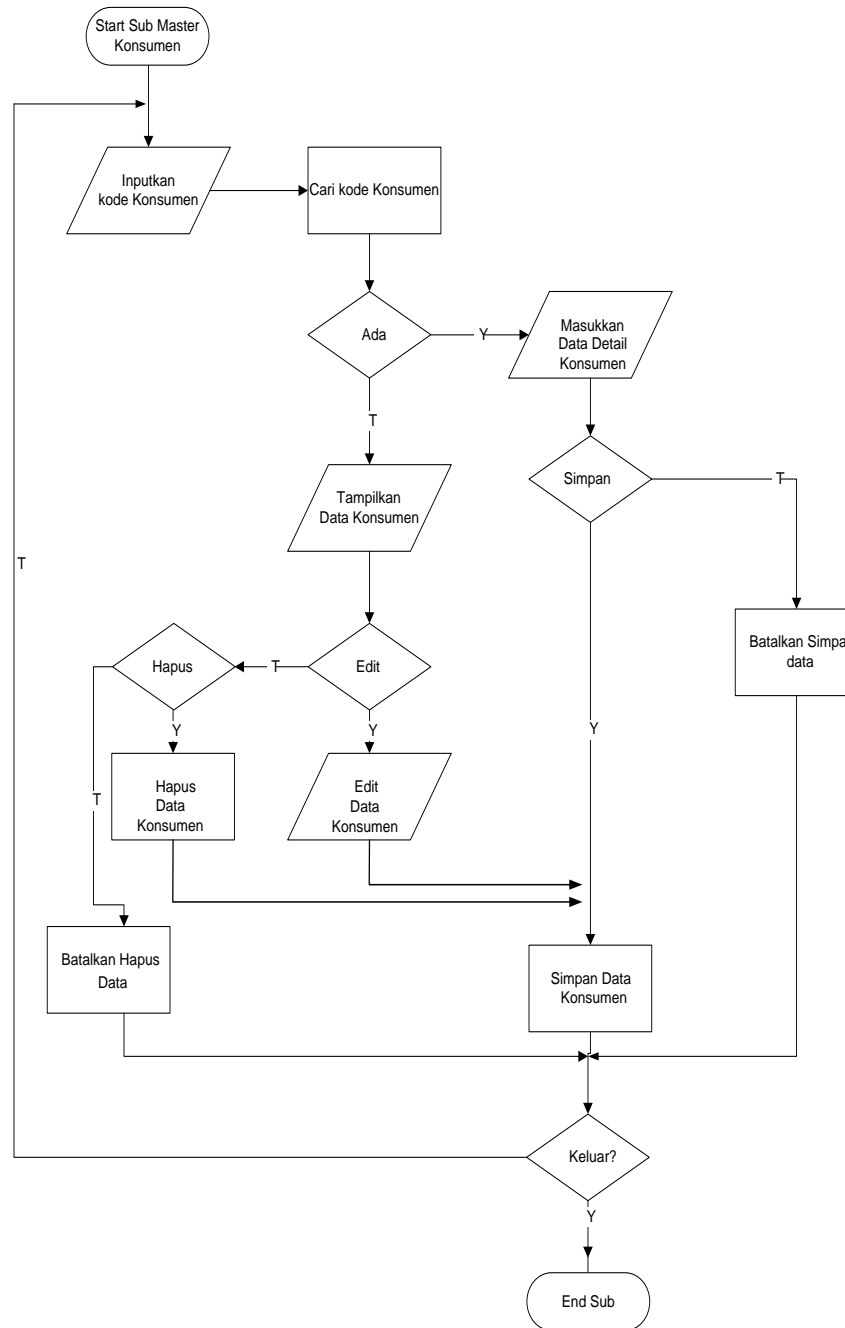 Start Sub Master
Konsumen
Inputkan
kode Konsumen
Cari kode Konsumen
Ada
Y
Masukkan
Data Detail
Konsumen
T
Simpan
T
Tampilkan
Data Konsumen
T
Batalkan Simpa
data
Hapus
T
Edit
Y
Y
Y
T
Hapus
Data
Konsumen
Edit
Data
Konsumen
Batalkan Hapus
Data
Simpan Data
Konsumen
Keluar?
Y
End Sub